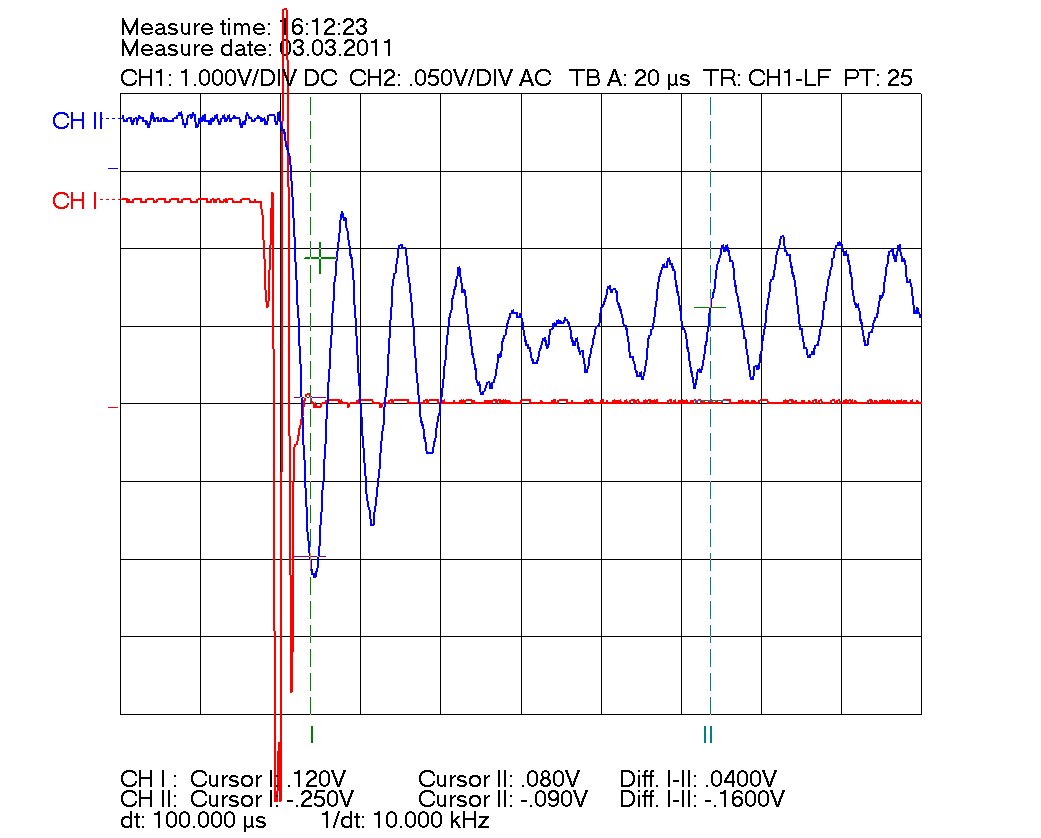 Measure time: 16:12:23
Measure date: 03.03.2011
CH1: 1.000V/DIV DC  CH2: .050V/DIV AC  TB A: 20 µs  TR: CH1-LF  PT: 25
CH II
CH I
I
II
CH I :  Cursor I: .120V  Cursor II: .080V  Diff. I-II: .0400V
CH II:  Cursor I: -.250V  Cursor II: -.090V  Diff. I-II: -.1600V
dt: 100.000 µs  1/dt: 10.000 kHz